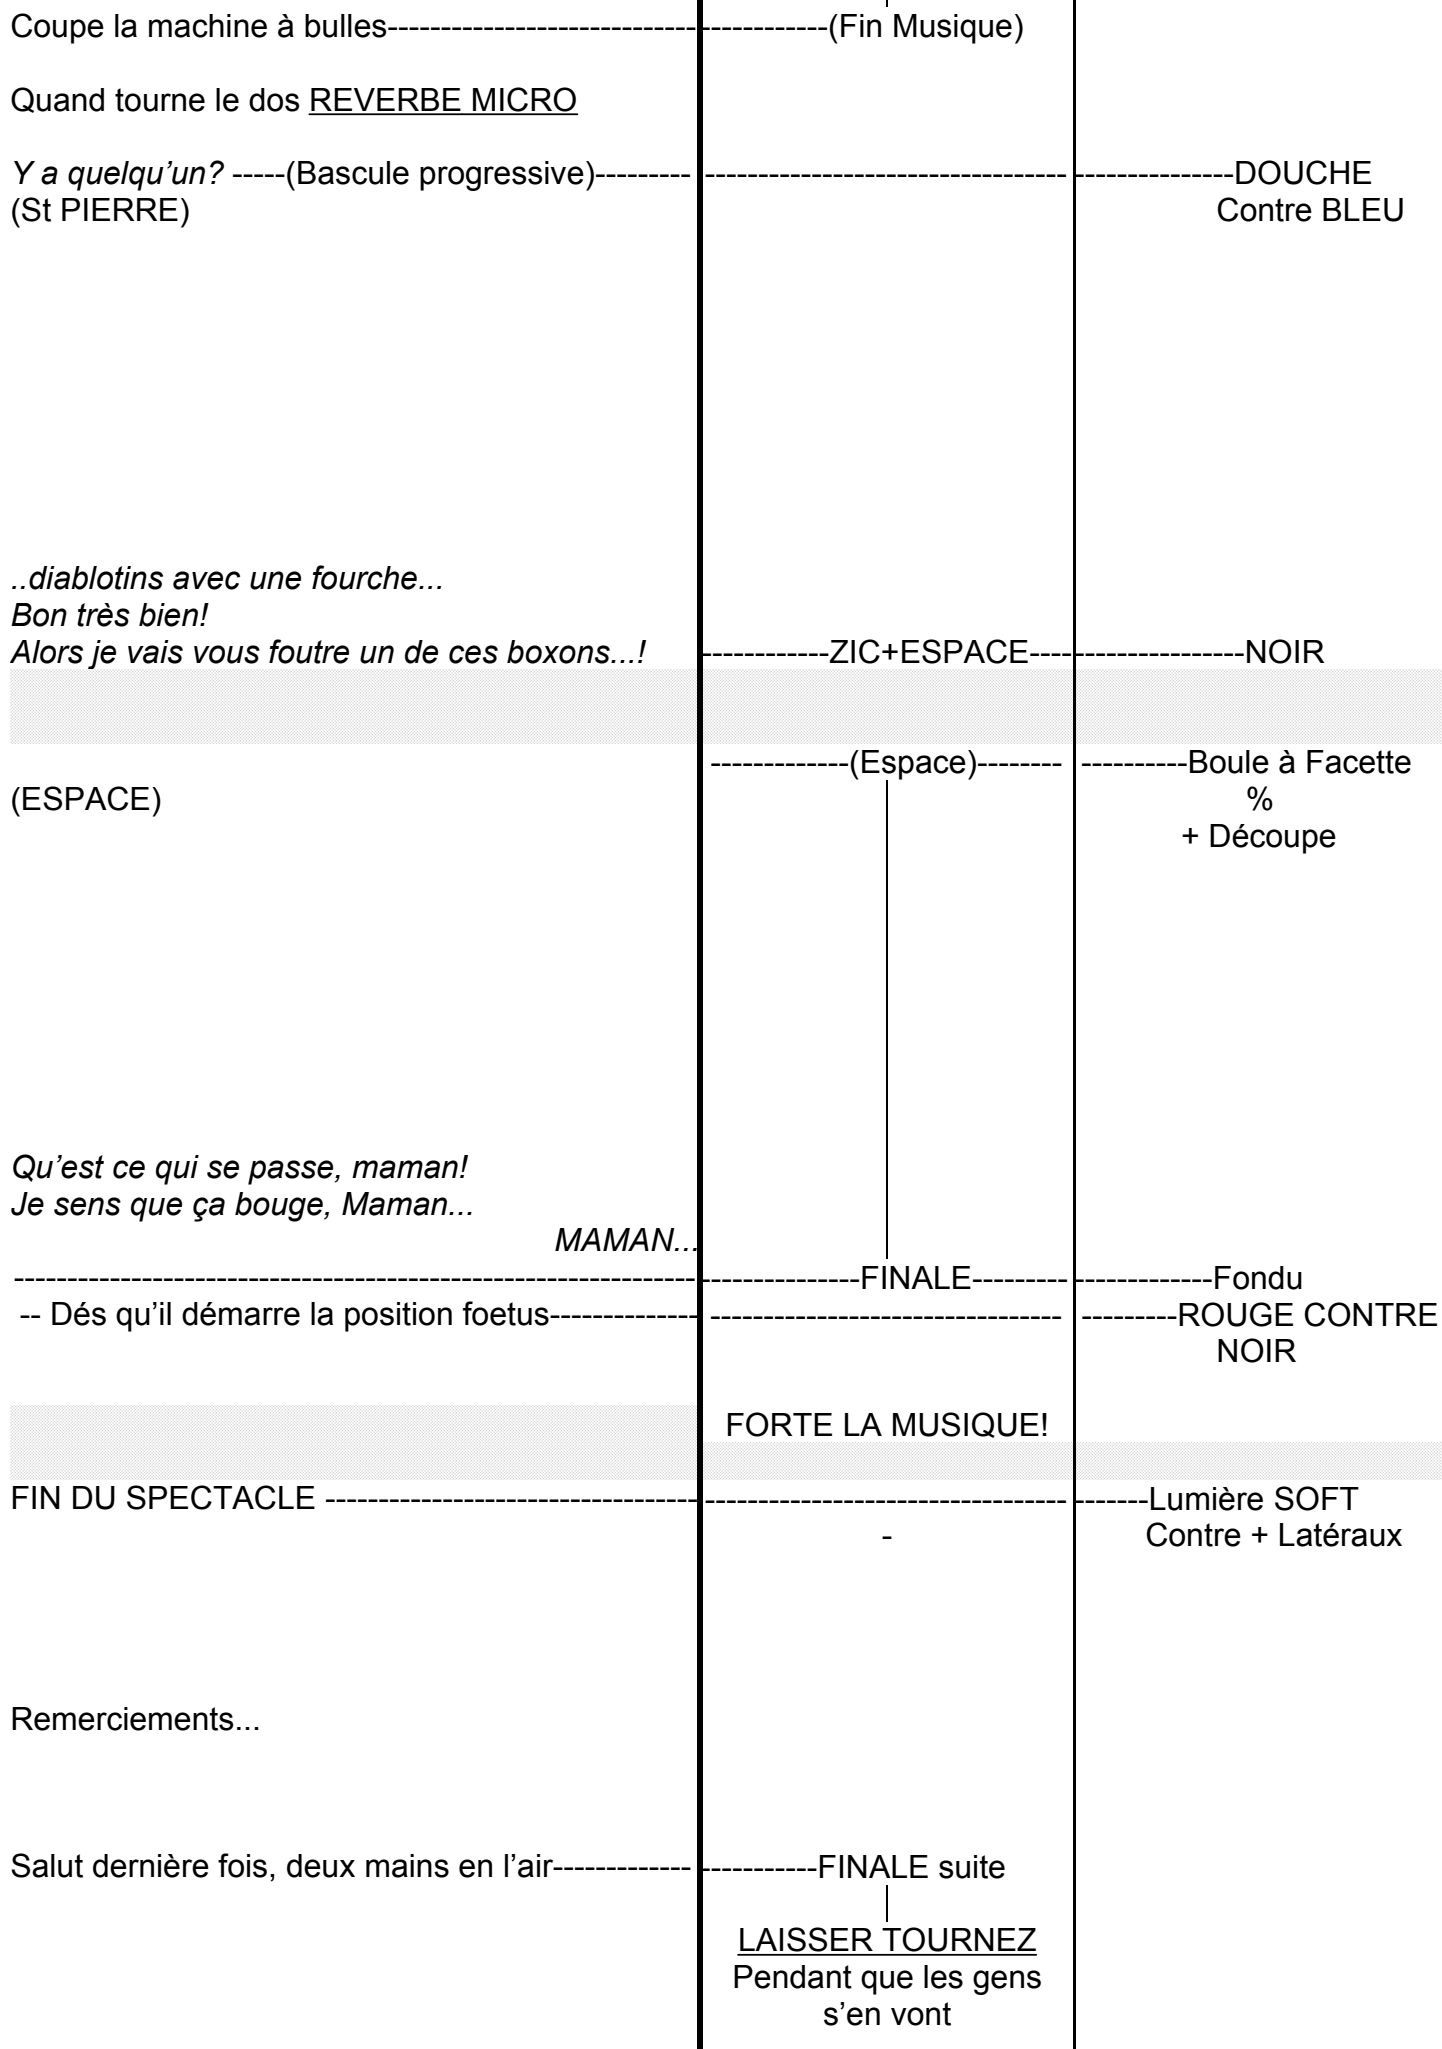 Coupe la machine à bulles----------------------------- ------------(Fin Musique)
Quand tourne le dos REVERBE MICRO
Y a quelqu’un? -----(Bascule progressive)--------- ---------------------------------- ---------------DOUCHE
(St PIERRE) Contre BLEU
..diablotins avec une fourche...
Bon très bien!
Alors je vais vous foutre un de ces boxons...! ------------ZIC+ESPACE---- -------------------NOIR
-------------(Espace)-------- ----------Boule à Facette
(ESPACE) %
+ Découpe
Qu’est ce qui se passe, maman!
Je sens que ça bouge, Maman...
MAMAN...
---------------------------------------------------------------- ---------------FINALE--------- -------------Fondu
-- Dés qu’il démarre la position foetus-------------- --------------------------------- ---------ROUGE CONTRE
NOIR
FORTE LA MUSIQUE!
FIN DU SPECTACLE ----------------------------------- ---------------------------------- -------Lumière SOFT
- Contre + Latéraux
Remerciements...
Salut dernière fois, deux mains en l’air------------- -----------FINALE suite
LAISSER TOURNEZ
Pendant que les gens
s’en vont